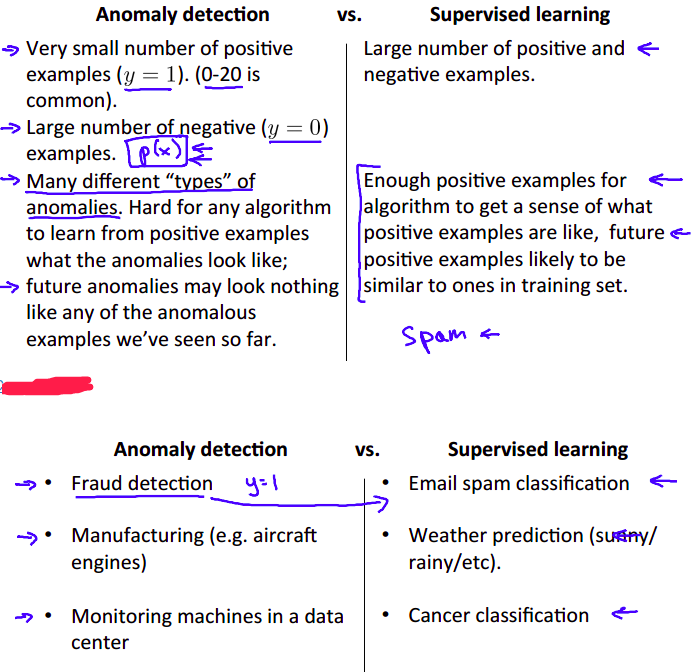 Anomaly detection vs. Supervised learning
Very small number of positive
examples (y = 1). (0-20 is
common).
Large number of negative (y = 0)
examples. p(x)
Many different “types” of
anomalies. Hard for any algorithm
to learn from positive examples
what the anomalies look like;
future anomalies may look nothing
like any of the anomalous
examples we’ve seen so far.
Large number of positive and
negative examples.
Enough positive examples for
algorithm to get a sense of what
positive examples are like, future
positive examples likely to be
similar to ones in training set.
Spam
Anomaly detection vs. Supervised learning
• Fraud detection y=1
• Manufacturing (e.g. aircraft
engines)
• Monitoring machines in a data
center
• Email spam classification
• Weather prediction (sunny/
rainy/etc).
• Cancer classification